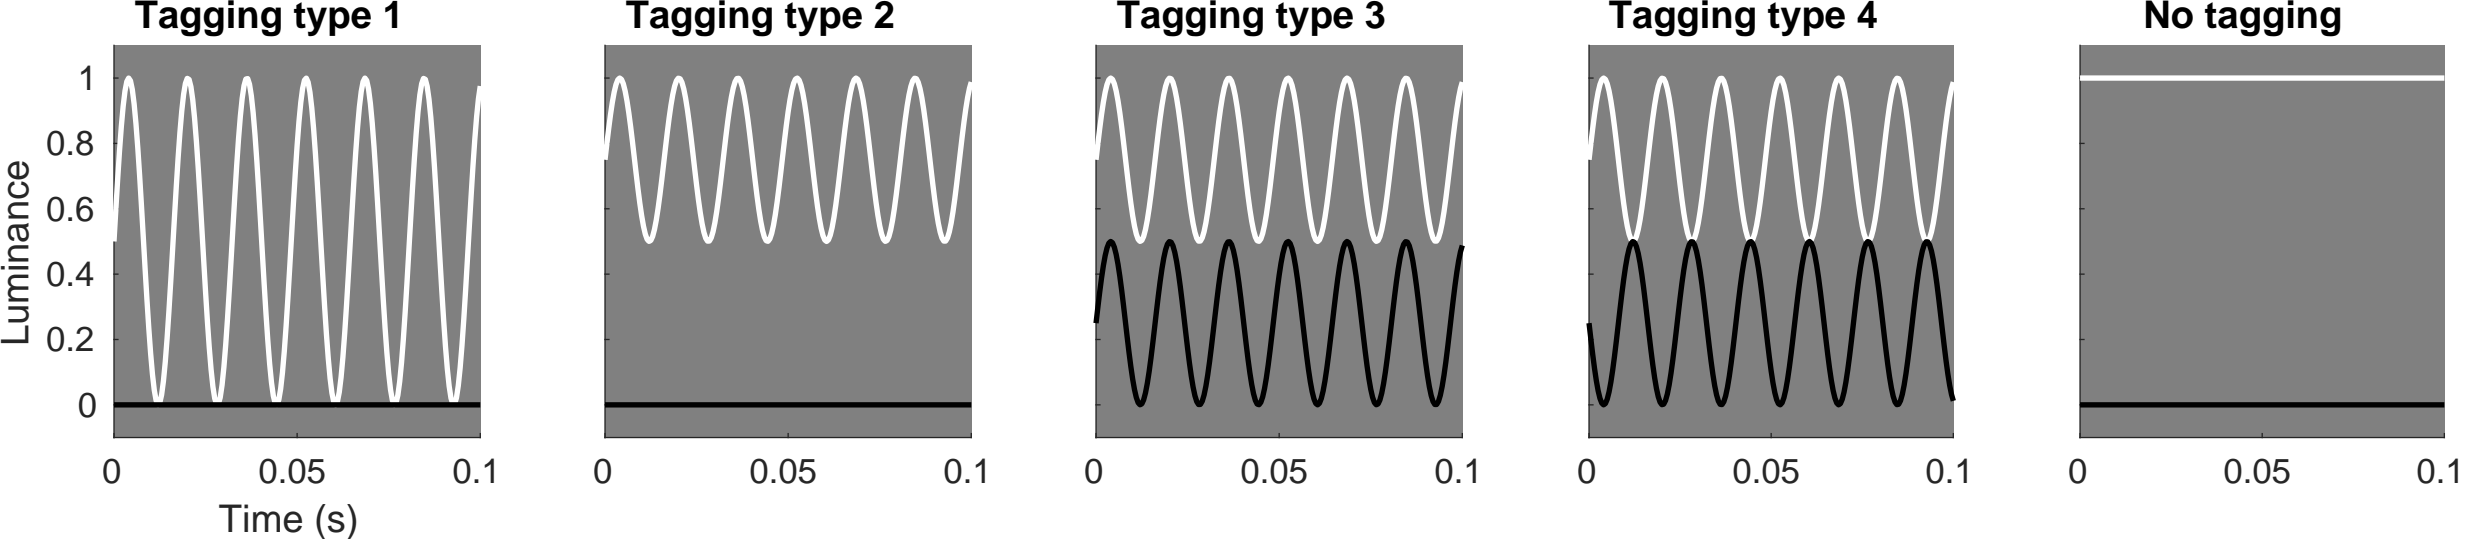 Tagging type 1
Tagging type 2
Tagging type 3
Tagging type 4
No tagging
Luminance
1
0.8
0.6
0.4
0.2
0
0 0.05 0.1
0 0.05 0.1
0 0.05 0.1
0 0.05 0.1
0 0.05 0.1
Time (s)